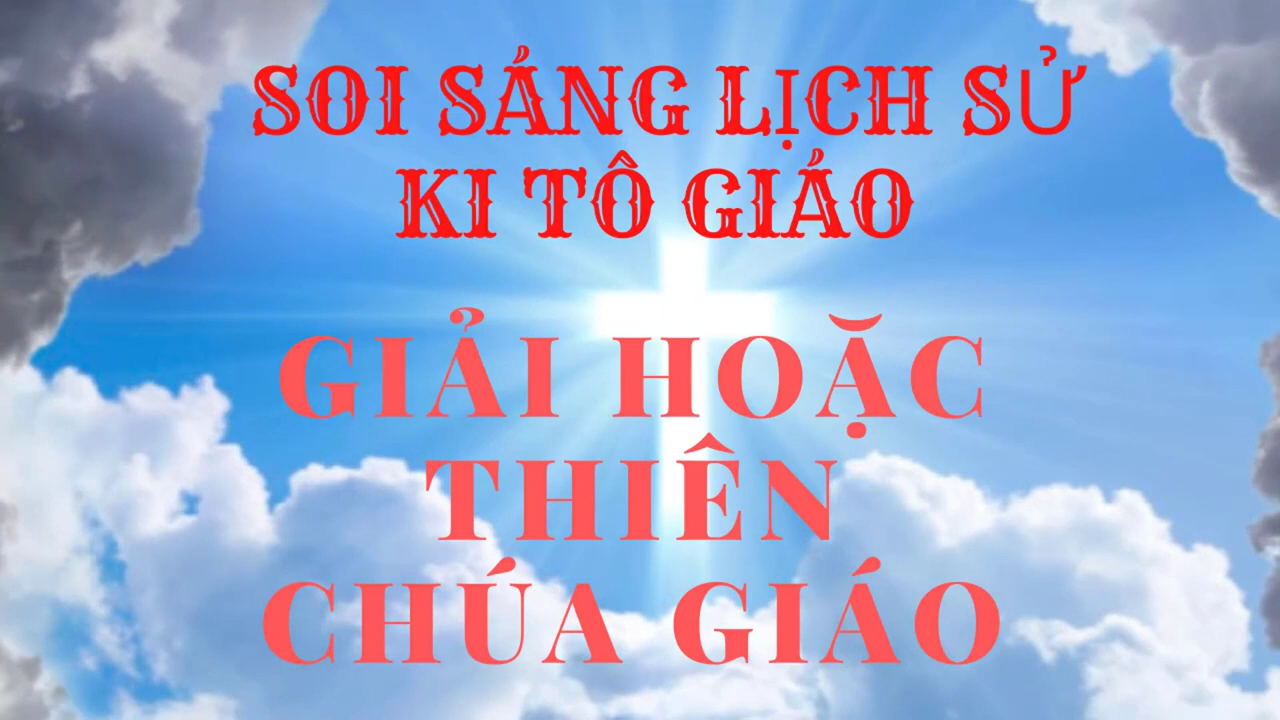 SOI SÁNG LỊCH SỬ
KI TÔ GIÁO
GIẢI HOẶC
THIÊN
CHÚA GIÁO